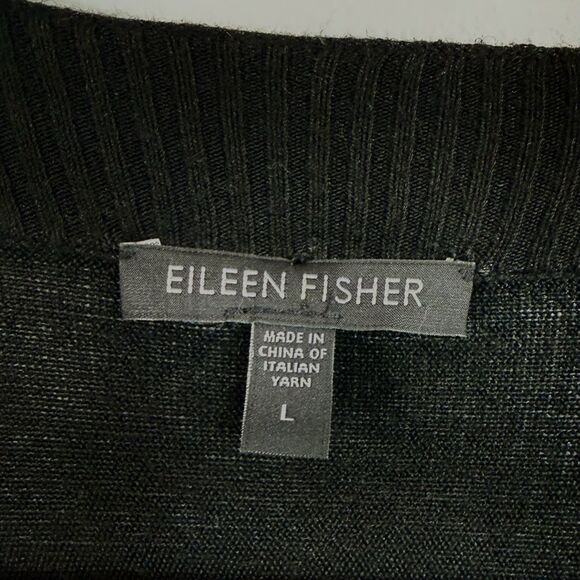 EILEEN FISHER
MADE IN
CHINA OF
ITALIAN
YARN
L